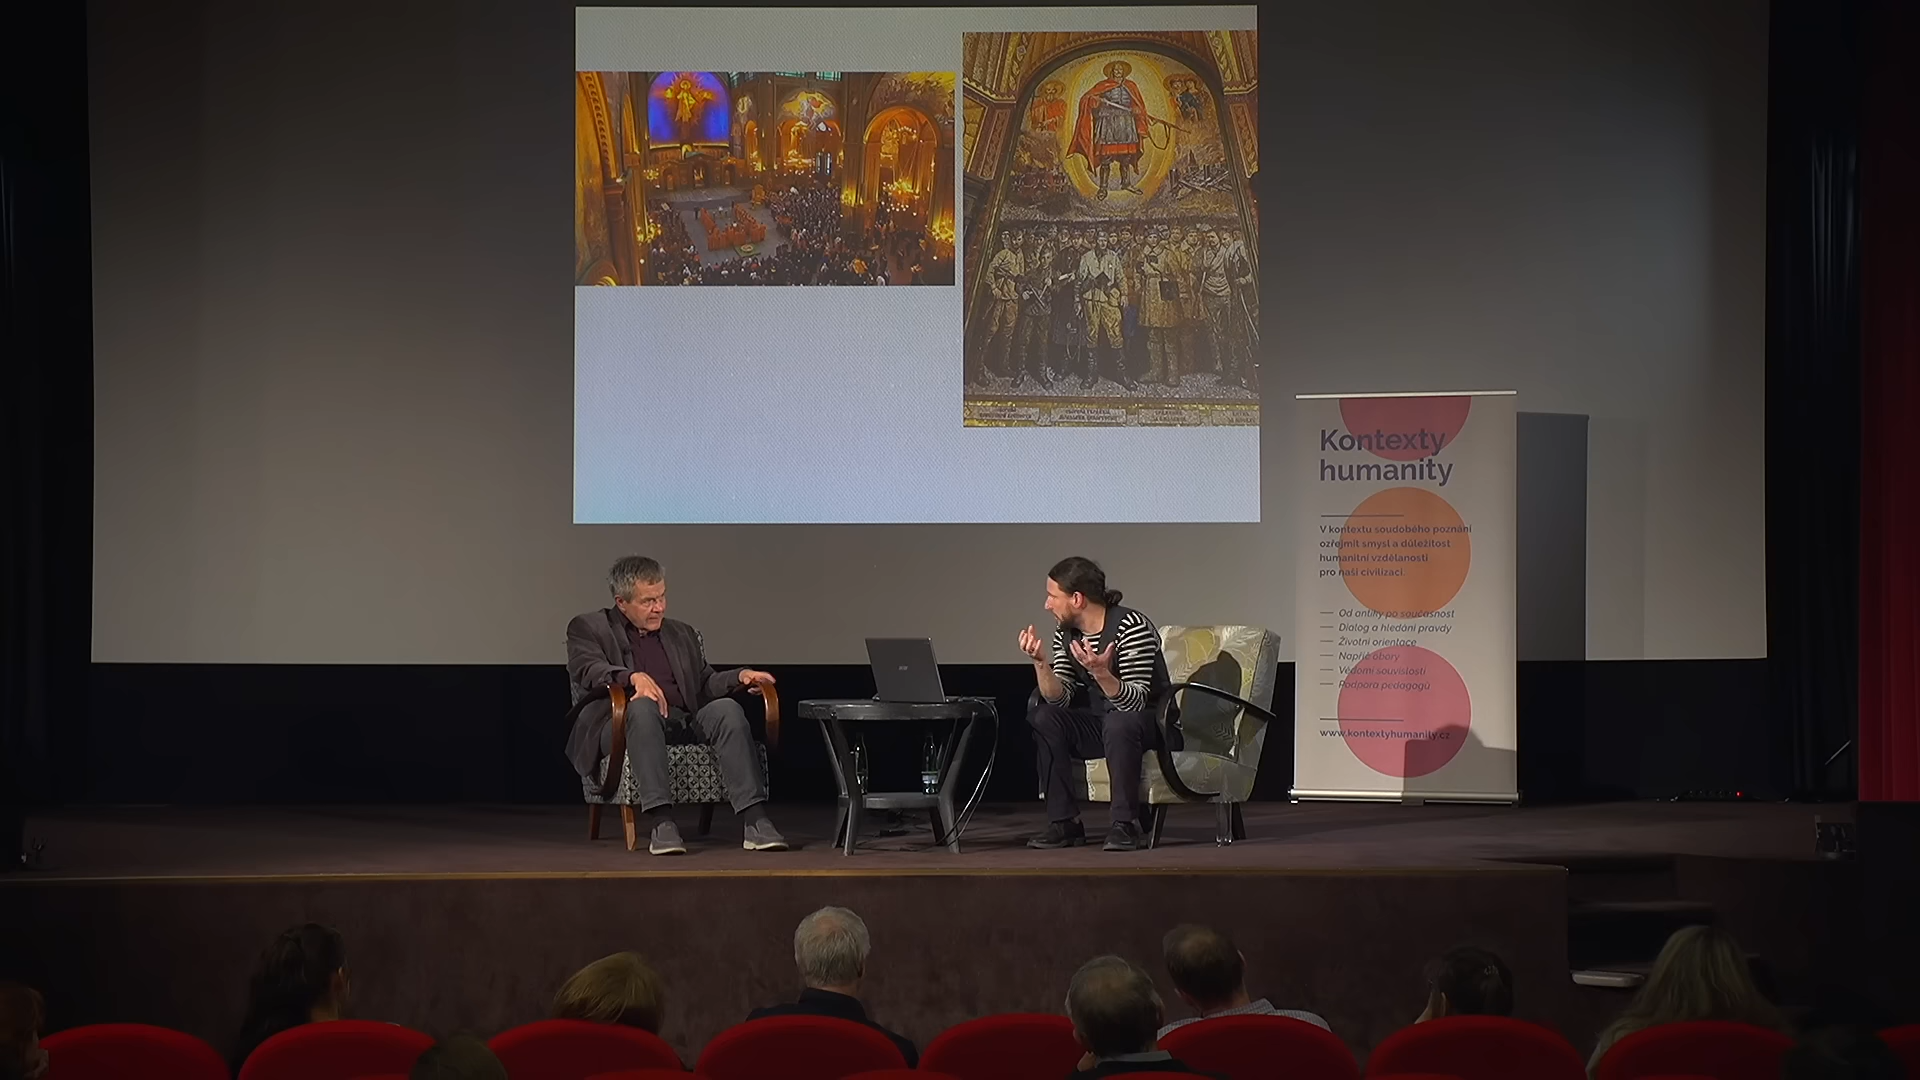 Kontexty
humanity
V kontextu soudobého poznání
ozřejmit smysl a důležitost
humanitní vzdělanosti
pro naši civilizaci.
— Od antiky po současnost
— Dialog a hledání pravdy
— Životní orientace
— Napříč obory
— Vědomí souvislostí
— Podpora pedagogů
www.kontextyhumanity.cz
acer